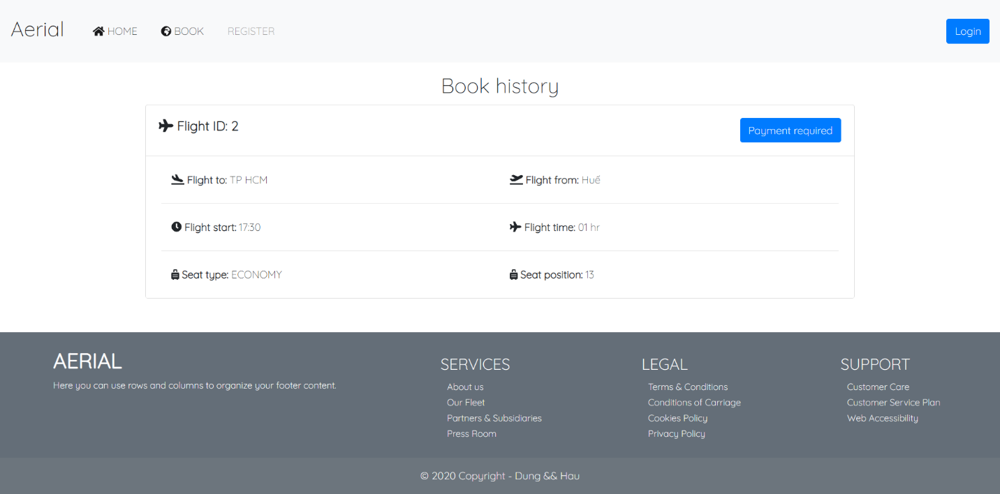 Aerial HOME BOOK REGISTER Login
Book history
Flight ID: 2 Payment required
Flight to: TP HCM Flight from: Huế
Flight start: 17:30 Flight time: 01 hr
Seat type: ECONOMY Seat position: 13
AERIAL
Here you can use rows and columns to organize your footer content.
SERVICES
About us
Our Fleet
Partners & Subsidiaries
Press Room
LEGAL
Terms & Conditions
Conditions of Carriage
Cookies Policy
Privacy Policy
SUPPORT
Customer Care
Customer Service Plan
Web Accessibility
© 2020 Copyright - Dung && Hau